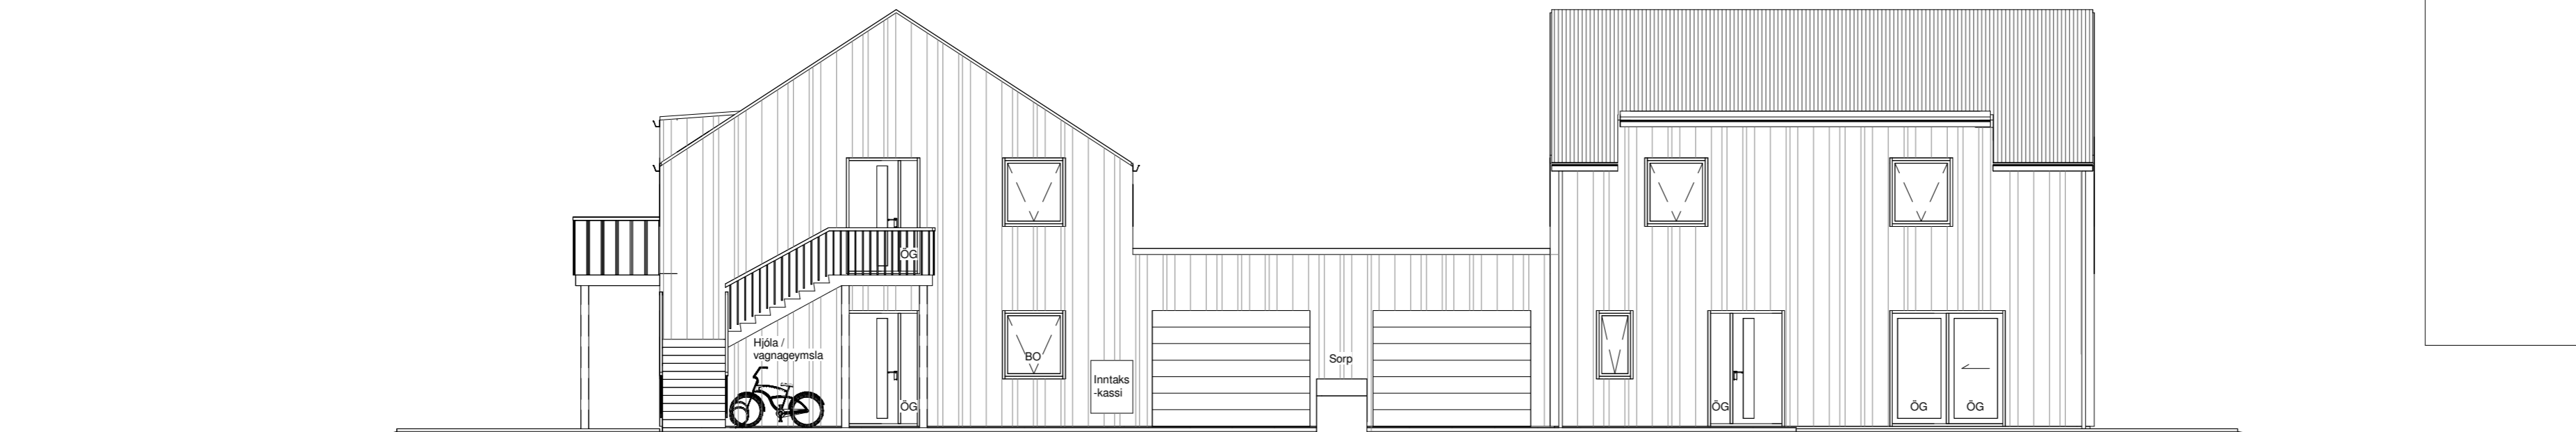 ÖG
Hjóla /
vagnageymsla
BO
Sorp
Inntaks
-kassi
ÖG
ÖG
ÖG
ÖG